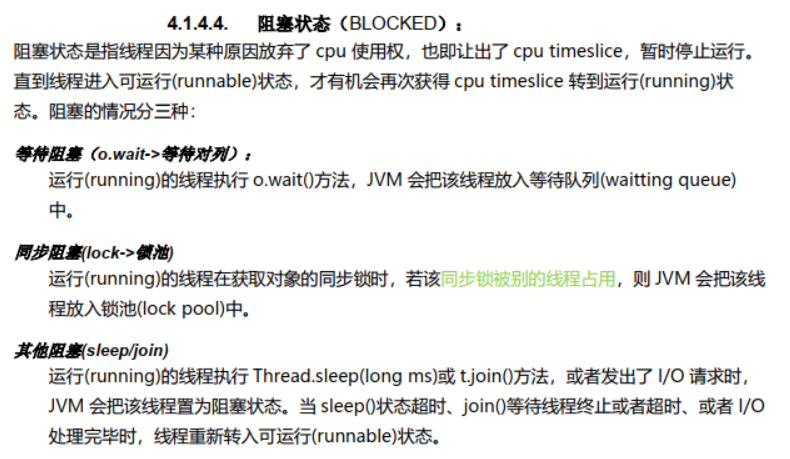 4.1.4.4. 阻塞状态（BLOCKED）：
阻塞状态是指线程因为某种原因放弃了 cpu 使用权，也即让出了 cpu timeslice，暂时停止运行。
直到线程进入可运行(runnable)状态，才有机会再次获得 cpu timeslice 转到运行(running)状
态。阻塞的情况分三种：
等待阻塞（o.wait->等待对列）：
运行(running)的线程执行 o.wait()方法，JVM 会把该线程放入等待队列(waitting queue)
中。
同步阻塞(lock->锁池)
运行(running)的线程在获取对象的同步锁时，若该同步锁被别的线程占用，则 JVM 会把该线
程放入锁池(lock pool)中。
其他阻塞(sleep/join)
运行(running)的线程执行 Thread.sleep(long ms)或 t.join()方法，或者发出了 I/O 请求时，
JVM 会把该线程置为阻塞状态。当 sleep()状态超时、join()等待线程终止或者超时、或者 I/O
处理完毕时，线程重新转入可运行(runnable)状态。